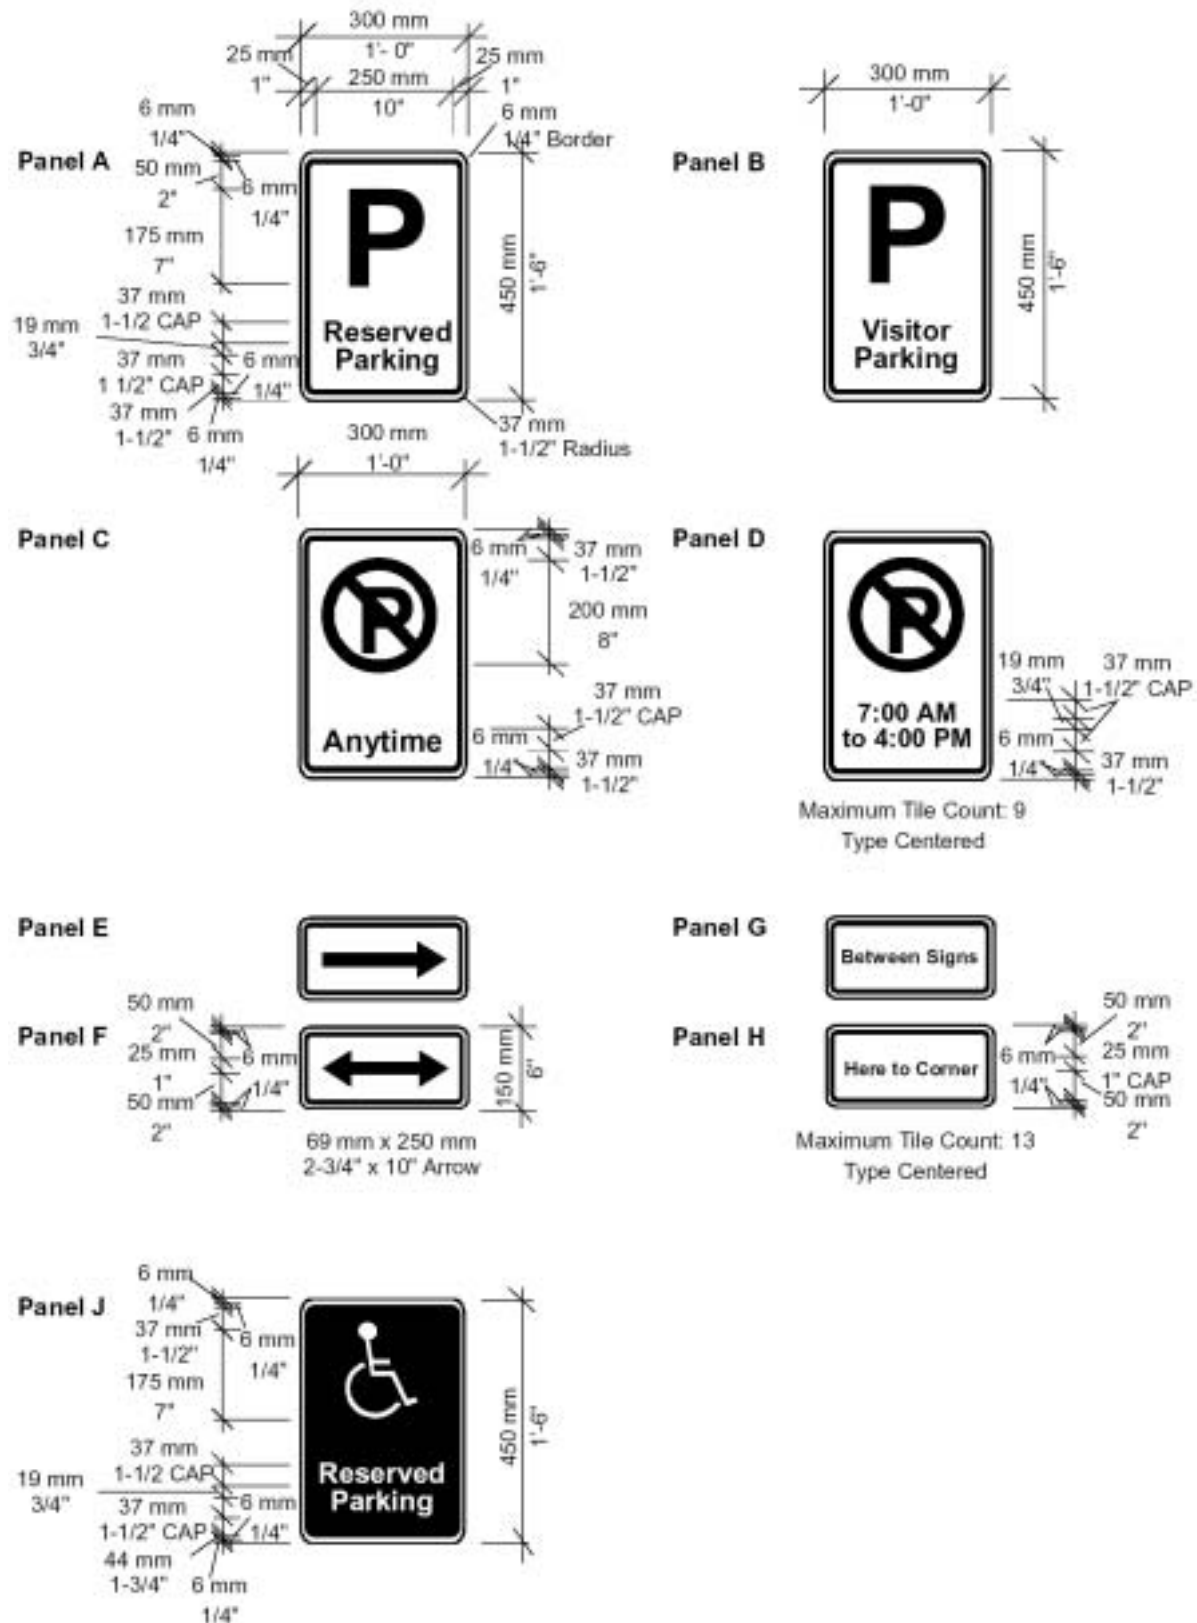 300 mm
1'- 0"
25 mm
1"
250 mm
10"
25 mm
1"
6 mm
1/4"
6 mm
1/4" Border
Panel A
50 mm
2"
6 mm
1/4"
175 mm
7"
37 mm
1-1/2 CAP
19 mm
3/4"
37 mm
1 1/2" CAP
6 mm
1/4"
37 mm
1-1/2"
6 mm
1/4"
P
Reserved
Parking
450 mm
1'-6"
37 mm
1-1/2" Radius
Panel B
300 mm
1'-0"
P
Visitor
Parking
450 mm
1'-6"
Panel C
300 mm
1'-0"
P
Anytime
6 mm
1/4"
37 mm
1-1/2"
200 mm
8"
37 mm
1-1/2" CAP
6 mm
1/4"
37 mm
1-1/2"
Panel D
P
7:00 AM
to 4:00 PM
19 mm
3/4"
37 mm
1-1/2" CAP
6 mm
1/4"
37 mm
1-1/2"
Maximum Tile Count: 9
Type Centered
Panel E
Panel F
50 mm
2"
25 mm
1"
50 mm
2"
6 mm
1/4"
150 mm
6"
69 mm x 250 mm
2-3/4" x 10" Arrow
Panel G
Between Signs
Panel H
Here to Corner
6 mm
1/4"
50 mm
2"
25 mm
1" CAP
50 mm
2"
Maximum Tile Count: 13
Type Centered
Panel J
6 mm
1/4"
37 mm
1-1/2"
6 mm
1/4"
175 mm
7"
37 mm
1-1/2 CAP
19 mm
3/4"
37 mm
1-1/2" CAP
6 mm
1/4"
44 mm
1-3/4"
6 mm
1/4"
Reserved
Parking
450 mm
1'-6"